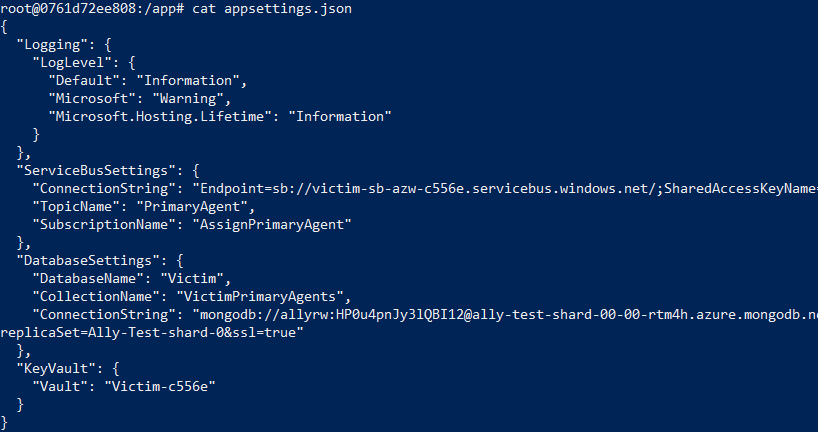 root@0761d72ee808:/app# cat appsettings.json
{
  "Logging": {
    "LogLevel": {
      "Default": "Information",
      "Microsoft": "Warning",
      "Microsoft.Hosting.Lifetime": "Information"
    }
  },
  "ServiceBusSettings": {
    "ConnectionString": "Endpoint=sb://victim-sb-azw-c556e.servicebus.windows.net/;SharedAccessKeyName=
    "TopicName": "PrimaryAgent",
    "SubscriptionName": "AssignPrimaryAgent"
  },
  "DatabaseSettings": {
    "DatabaseName": "Victim",
    "CollectionName": "VictimPrimaryAgents",
    "ConnectionString": "mongodb://allyrw:HP0u4pnJy3lQBI12@ally-test-shard-00-00-rtm4h.azure.mongodb.ne
replicaSet=Ally-Test-shard-0&ssl=true"
  },
  "KeyVault": {
    "Vault": "Victim-c556e"
  }
}